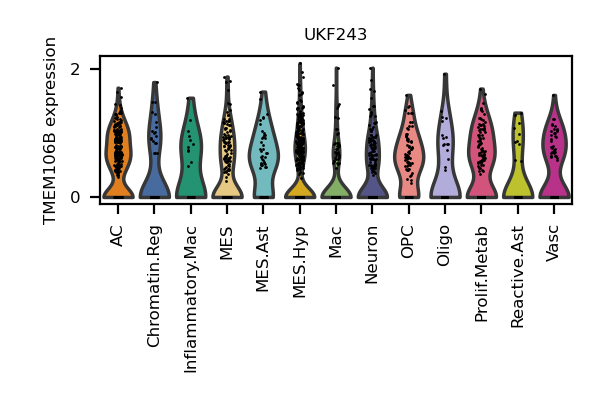 UKF243
TMEM106B expression
2
0
AC
Chromatin.Reg
Inflammatory.Mac
MES
MES.Ast
MES.Hyp
Mac
Neuron
OPC
Oligo
Prolif.Metab
Reactive.Ast
Vasc